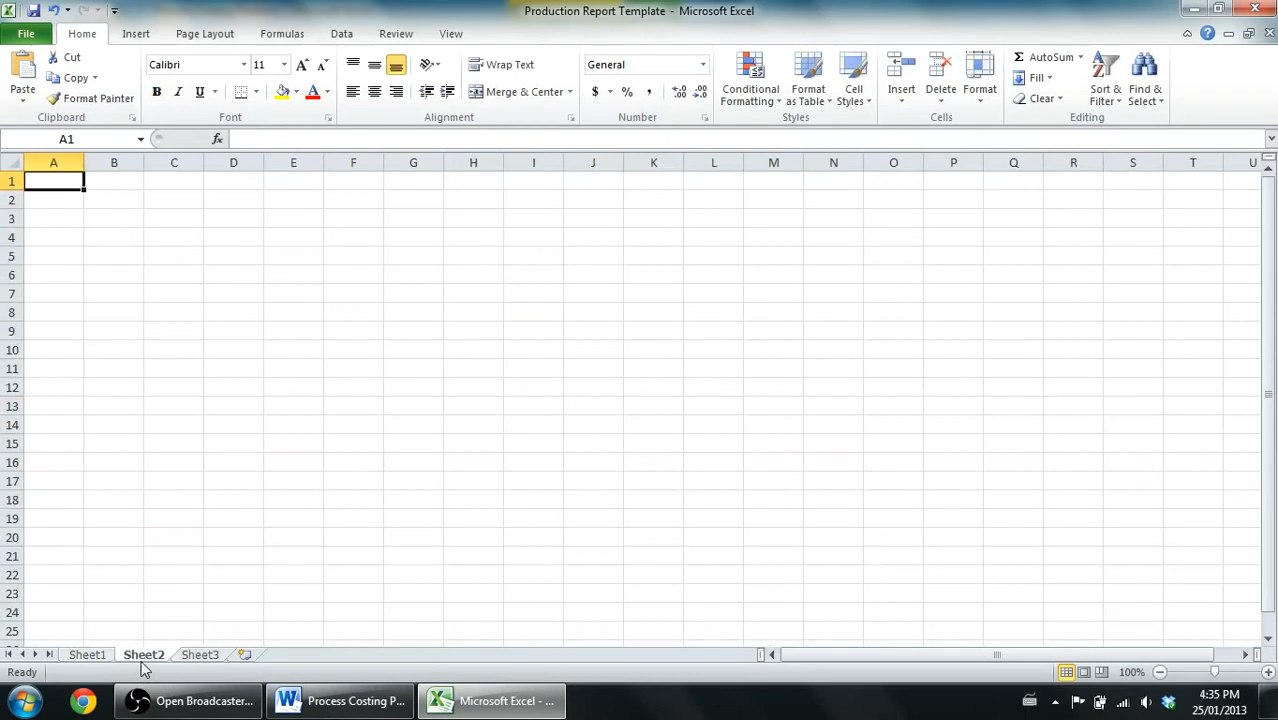 Production Report Template - Microsoft Excel
File Home Insert Page Layout Formulas Data Review View
Paste Cut Copy Format Painter Clipboard
Calibri 11 B I U A Font
Wrap Text Merge & Center Alignment
General $ % , Number
Conditional Formatting Format as Table Cell Styles Styles
Insert Delete Format Cells
Σ AutoSum Fill Clear Sort & Filter Find & Select Editing
A1 fx
A B C D E F G H I J K L M N O P Q R S T U
1
2
3
4
5
6
7
8
9
10
11
12
13
14
15
16
17
18
19
20
21
22
23
24
25
Sheet1 Sheet2 Sheet3
Ready 100%
Open Broadcaster... Process Costing P... Microsoft Excel - ... 4:35 PM
25/01/2013